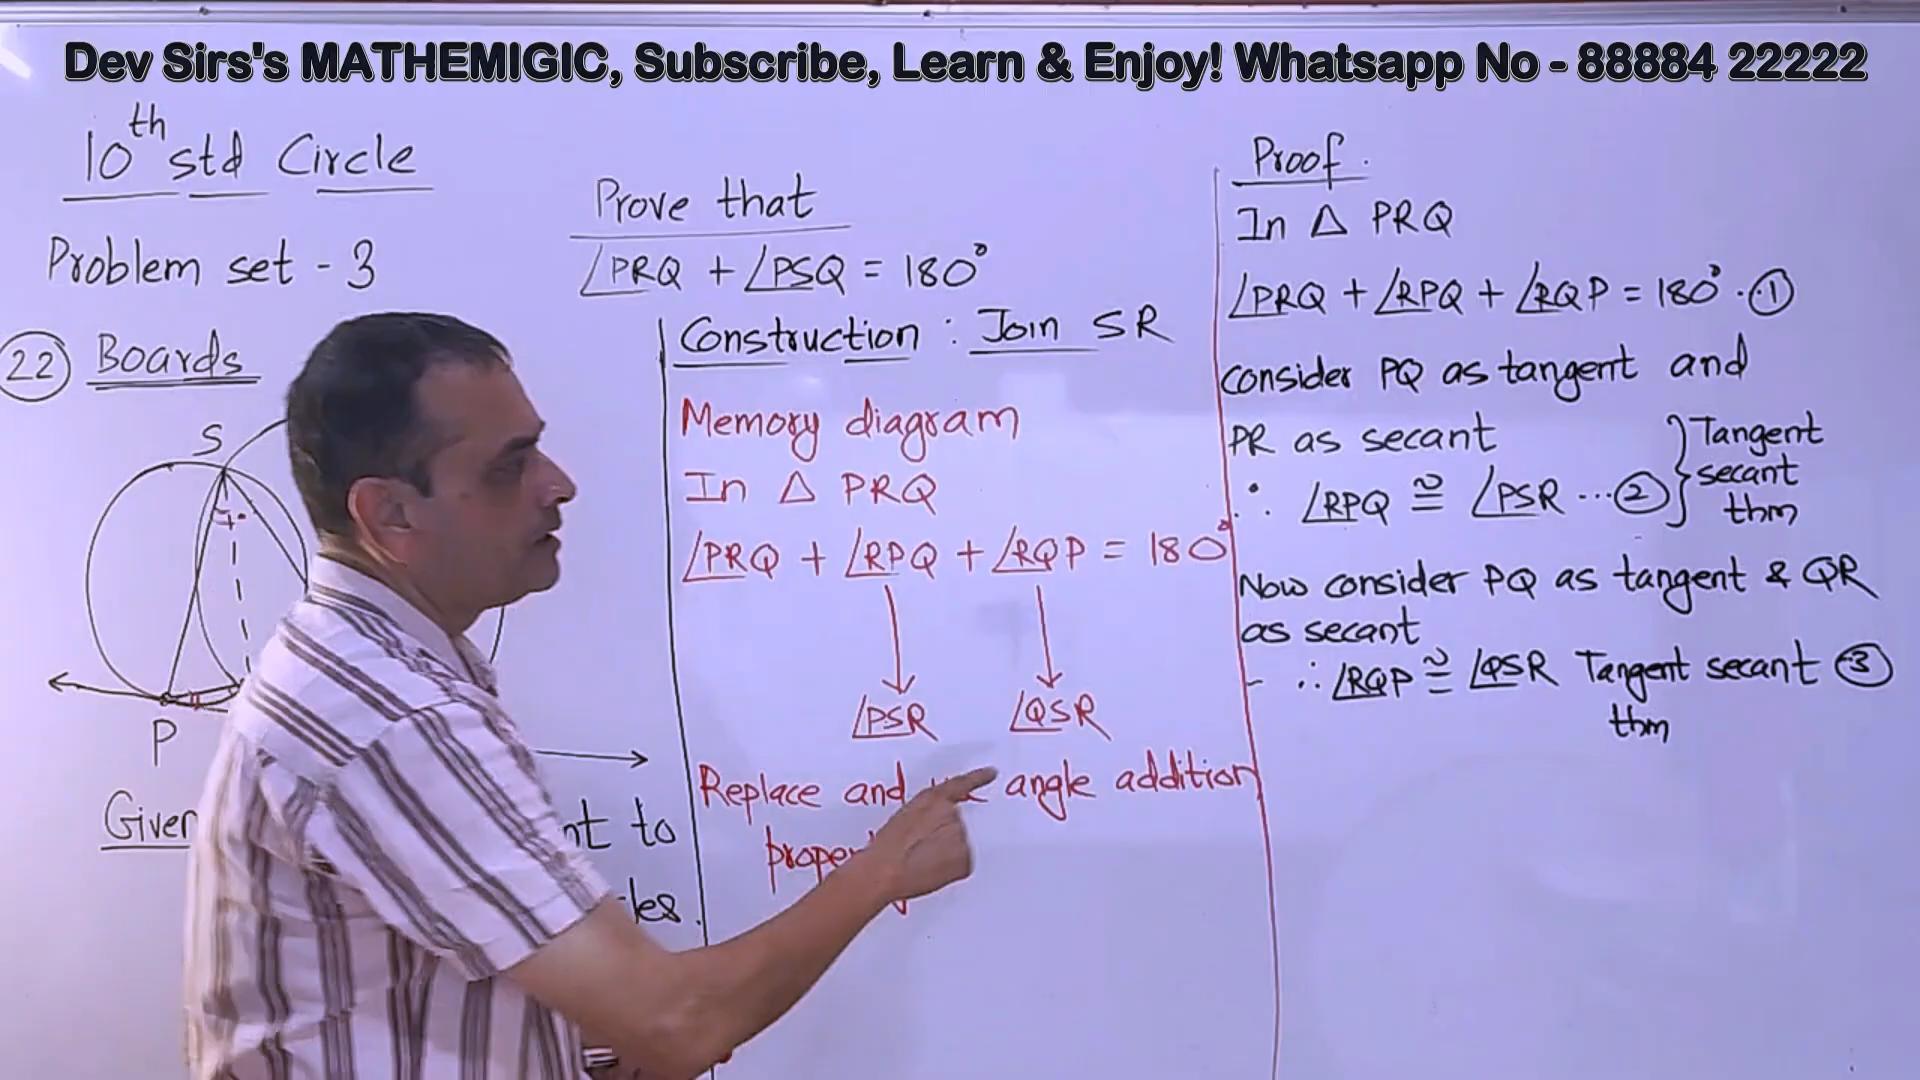 Dev Sirs's MATHEMIGIC, Subscribe, Learn & Enjoy! Whatsapp No - 88884 22222
10th std Circle
Problem set - 3
22 Boards
S
P
Given
to
Prove that
∠PRQ + ∠PSQ = 180°
Construction : Join SR
Memory diagram
In △ PRQ
∠PRQ + ∠RPQ + ∠RQP = 180°
∠PSR ∠QSR
Replace and angle addition
Proof.
In △ PRQ
∠PRQ + ∠RPQ + ∠RQP = 180° . ①
Consider PQ as tangent and
PR as secant
∴ ∠RPQ ≅ ∠PSR ... ② } Tangent secant thm
Now consider PQ as tangent & QR
as secant
- ∴ ∠RQP ≅ ∠QSR Tangent secant ③
thm